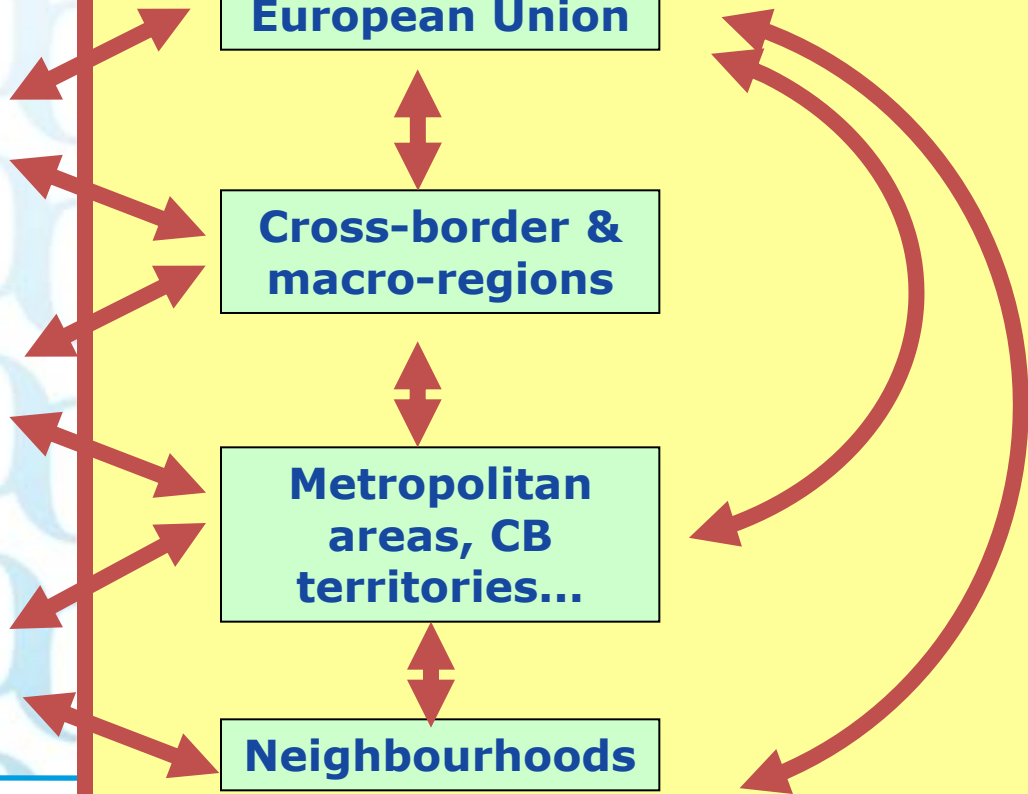 European Union
Cross-border &
macro-regions
Metropolitan
areas, CB
territories…
Neighbourhoods